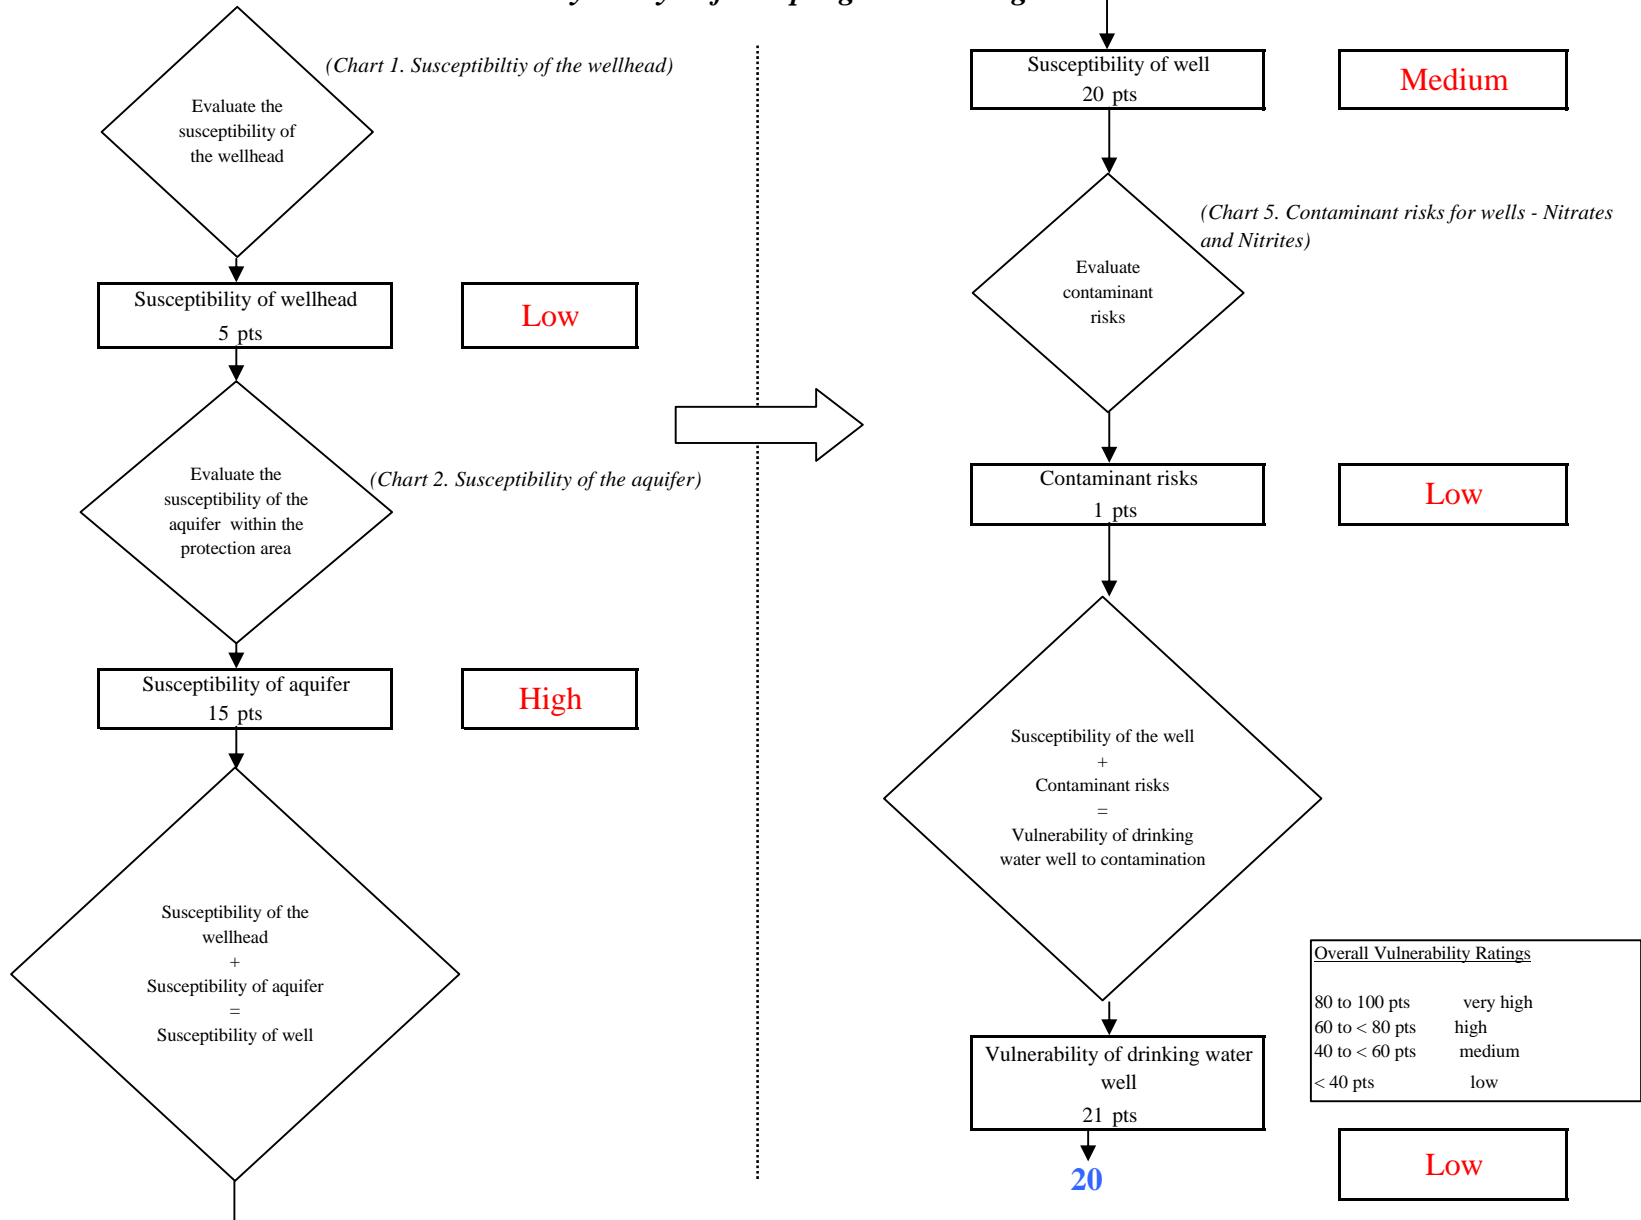 (Chart 1. Susceptibiltiy of the wellhead)
Evaluate the
susceptibility of
the wellhead
Susceptibility of wellhead
5 pts
Low
Evaluate the
susceptibility of the
aquifer within the
protection area
(Chart 2. Susceptibility of the aquifer)
Susceptibility of aquifer
15 pts
High
Susceptibility of the
wellhead
+
Susceptibility of aquifer
=
Susceptibility of well
Susceptibility of well
20 pts
Medium
(Chart 5. Contaminant risks for wells - Nitrates
and Nitrites)
Evaluate
contaminant
risks
Contaminant risks
1 pts
Low
Susceptibility of the well
+
Contaminant risks
=
Vulnerability of drinking
water well to contamination
Overall Vulnerability Ratings
80 to 100 pts very high
60 to < 80 pts high
40 to < 60 pts medium
< 40 pts low
Vulnerability of drinking water
well
21 pts
20
Low